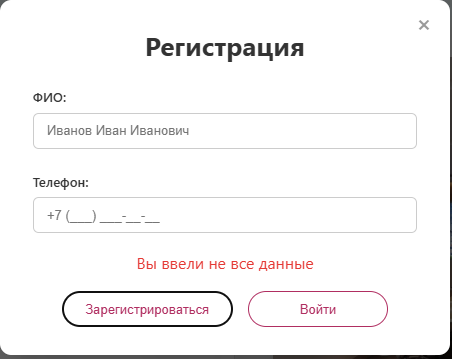 ×
Регистрация
ФИО:
Иванов Иван Иванович
Телефон:
+7 (___) ___-__-__
Вы ввели не все данные
Зарегистрироваться
Войти